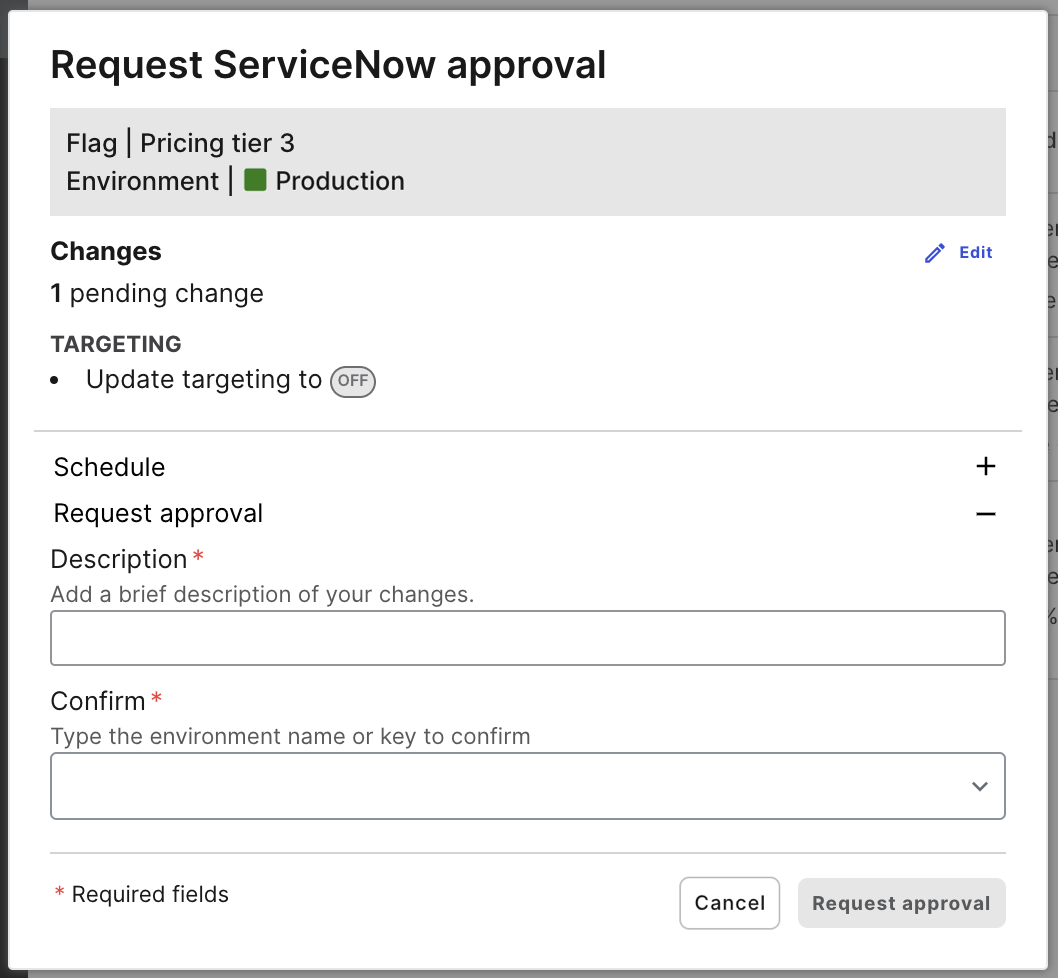 Request ServiceNow approval
Flag | Pricing tier 3
Environment | Production
Changes
Edit
1 pending change
TARGETING
• Update targeting to OFF
Schedule
Request approval
Description *
Add a brief description of your changes.
Confirm *
Type the environment name or key to confirm
* Required fields
Cancel
Request approval